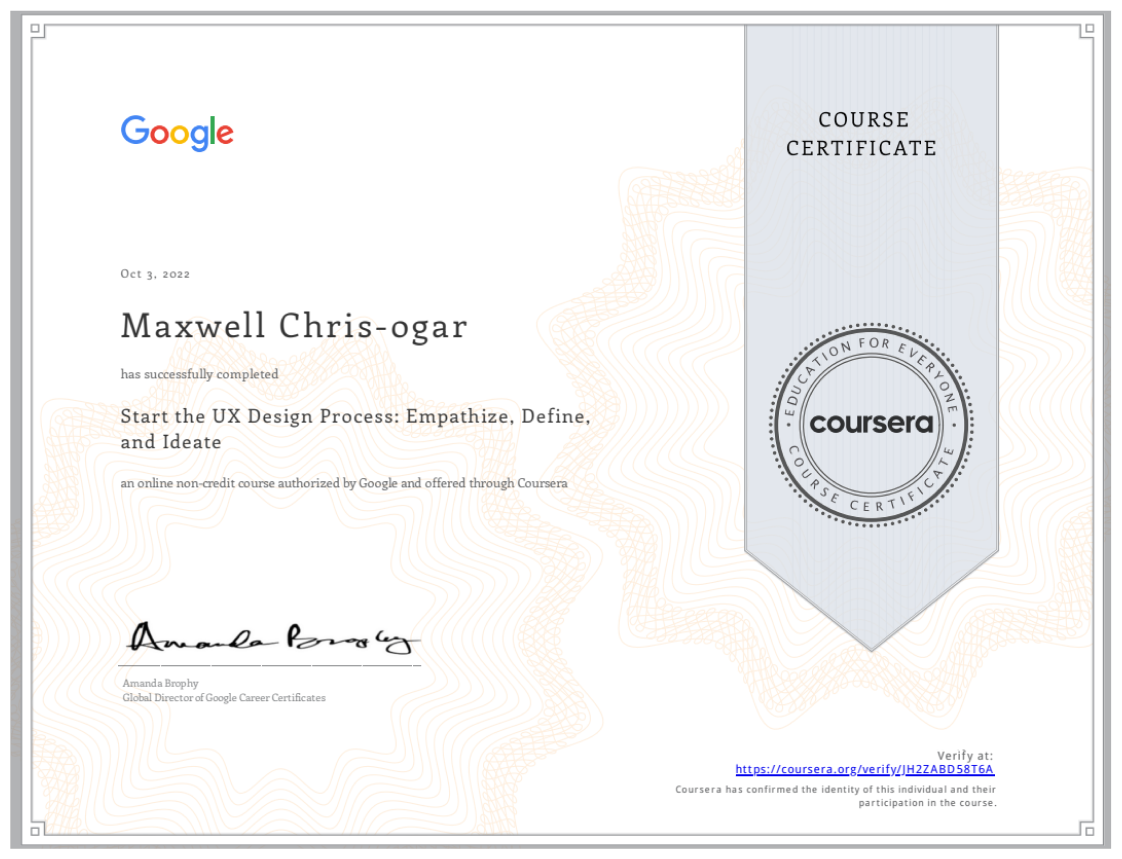 Google
COURSE
CERTIFICATE
Oct 3, 2022
Maxwell Chris-ogar
has successfully completed
Start the UX Design Process: Empathize, Define,
and Ideate
an online non-credit course authorized by Google and offered through Coursera
EDUCATION FOR EVERYONE
coursera
COURSE CERTIFICATE
Amanda Brophy
Amanda Brophy
Global Director of Google Career Certificates
Verify at:
https://coursera.org/verify/JH2ZABD58T6A
Coursera has confirmed the identity of this individual and their
participation in the course.